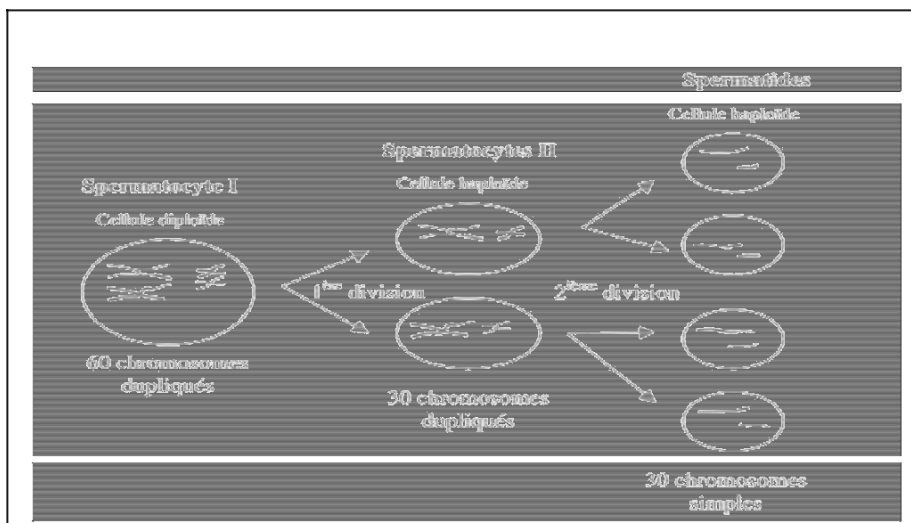 Spermatides
Cellule haploïde
Spermatocytes II
Cellule haploïde
Spermatocyte I
Cellule diploïde
1ère division
2ième division
60 chromosomes
dupliqués
30 chromosomes
dupliqués
30 chromosomes
simples